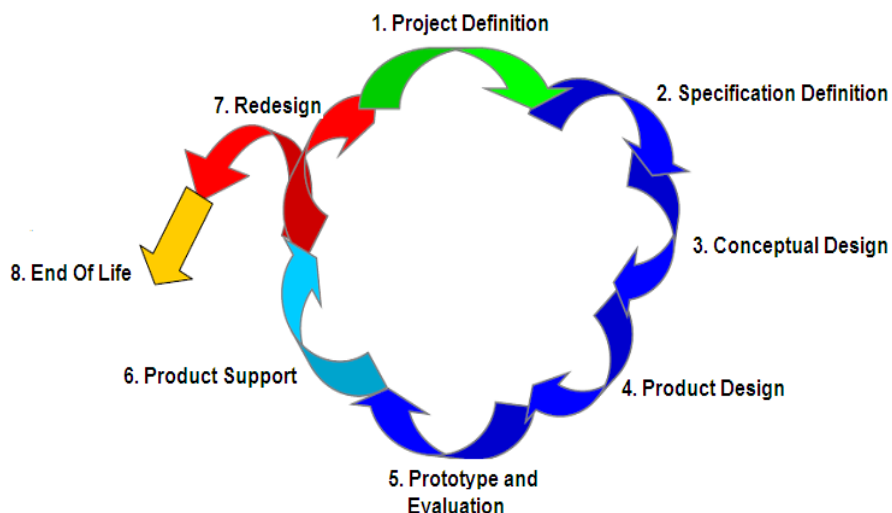 1. Project Definition
2. Specification Definition
3. Conceptual Design
4. Product Design
5. Prototype and
Evaluation
6. Product Support
7. Redesign
8. End Of Life